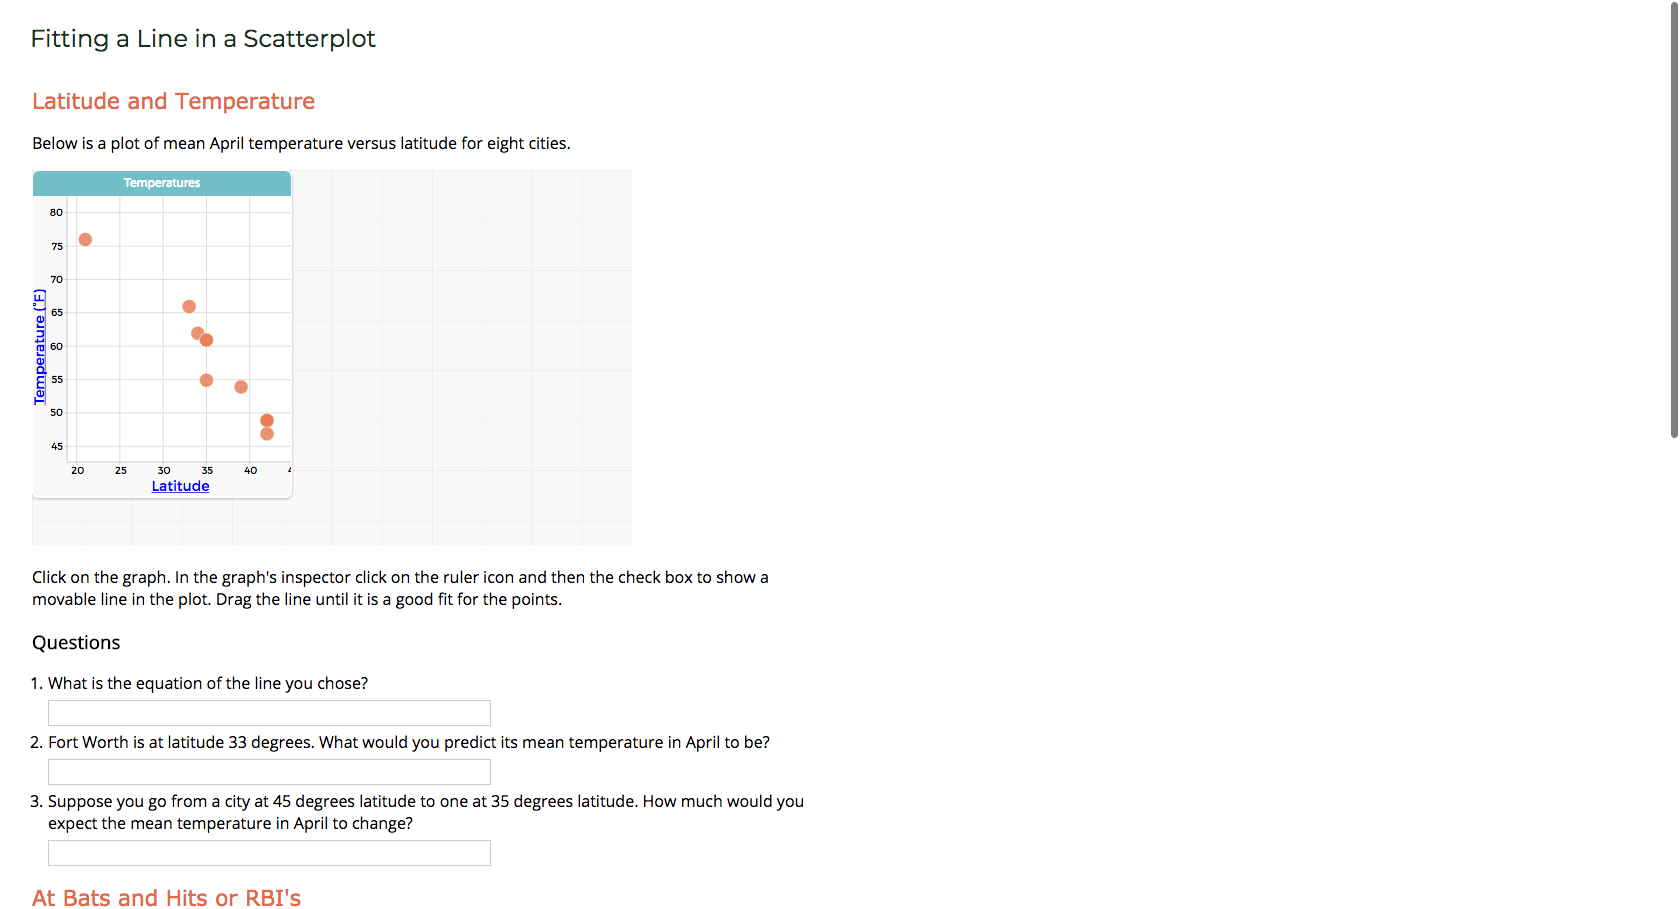 Fitting a Line in a Scatterplot
Latitude and Temperature
Below is a plot of mean April temperature versus latitude for eight cities.
Temperatures
80
75
70
65
60
55
50
45
Temperature (°F)
20 25 30 35 40
Latitude
Click on the graph. In the graph's inspector click on the ruler icon and then the check box to show a
movable line in the plot. Drag the line until it is a good fit for the points.
Questions
1. What is the equation of the line you chose?
2. Fort Worth is at latitude 33 degrees. What would you predict its mean temperature in April to be?
3. Suppose you go from a city at 45 degrees latitude to one at 35 degrees latitude. How much would you
expect the mean temperature in April to change?
At Bats and Hits or RBI's